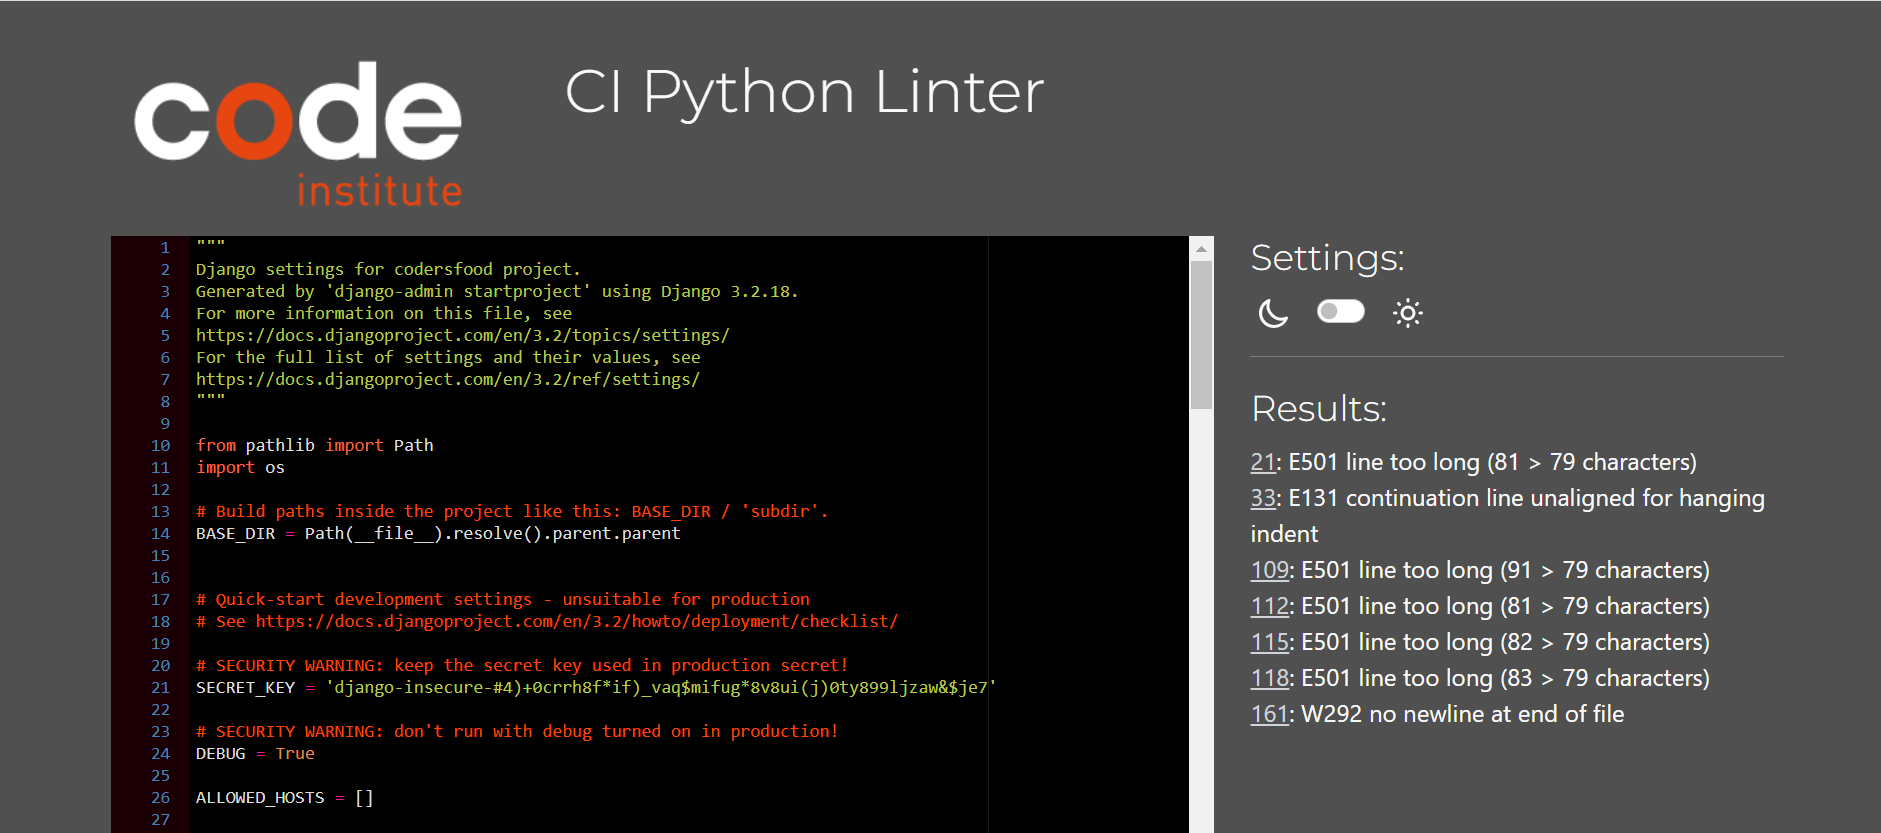 code
institute
CI Python Linter
1 """
2 Django settings for codersfood project.
3 Generated by 'django-admin startproject' using Django 3.2.18.
4 For more information on this file, see
5 https://docs.djangoproject.com/en/3.2/topics/settings/
6 For the full list of settings and their values, see
7 https://docs.djangoproject.com/en/3.2/ref/settings/
8 """
9
10 from pathlib import Path
11 import os
12
13 # Build paths inside the project like this: BASE_DIR / 'subdir'.
14 BASE_DIR = Path(__file__).resolve().parent.parent
15
16
17 # Quick-start development settings - unsuitable for production
18 # See https://docs.djangoproject.com/en/3.2/howto/deployment/checklist/
19
20 # SECURITY WARNING: keep the secret key used in production secret!
21 SECRET_KEY = 'django-insecure-#4)+0crrh8f*if)_vaq$mifug*8v8ui(j)0ty899ljzaw&$je7'
22
23 # SECURITY WARNING: don't run with debug turned on in production!
24 DEBUG = True
25
26 ALLOWED_HOSTS = []
27
Settings:
Results:
21: E501 line too long (81 > 79 characters)
33: E131 continuation line unaligned for hanging
indent
109: E501 line too long (91 > 79 characters)
112: E501 line too long (81 > 79 characters)
115: E501 line too long (82 > 79 characters)
118: E501 line too long (83 > 79 characters)
161: W292 no newline at end of file